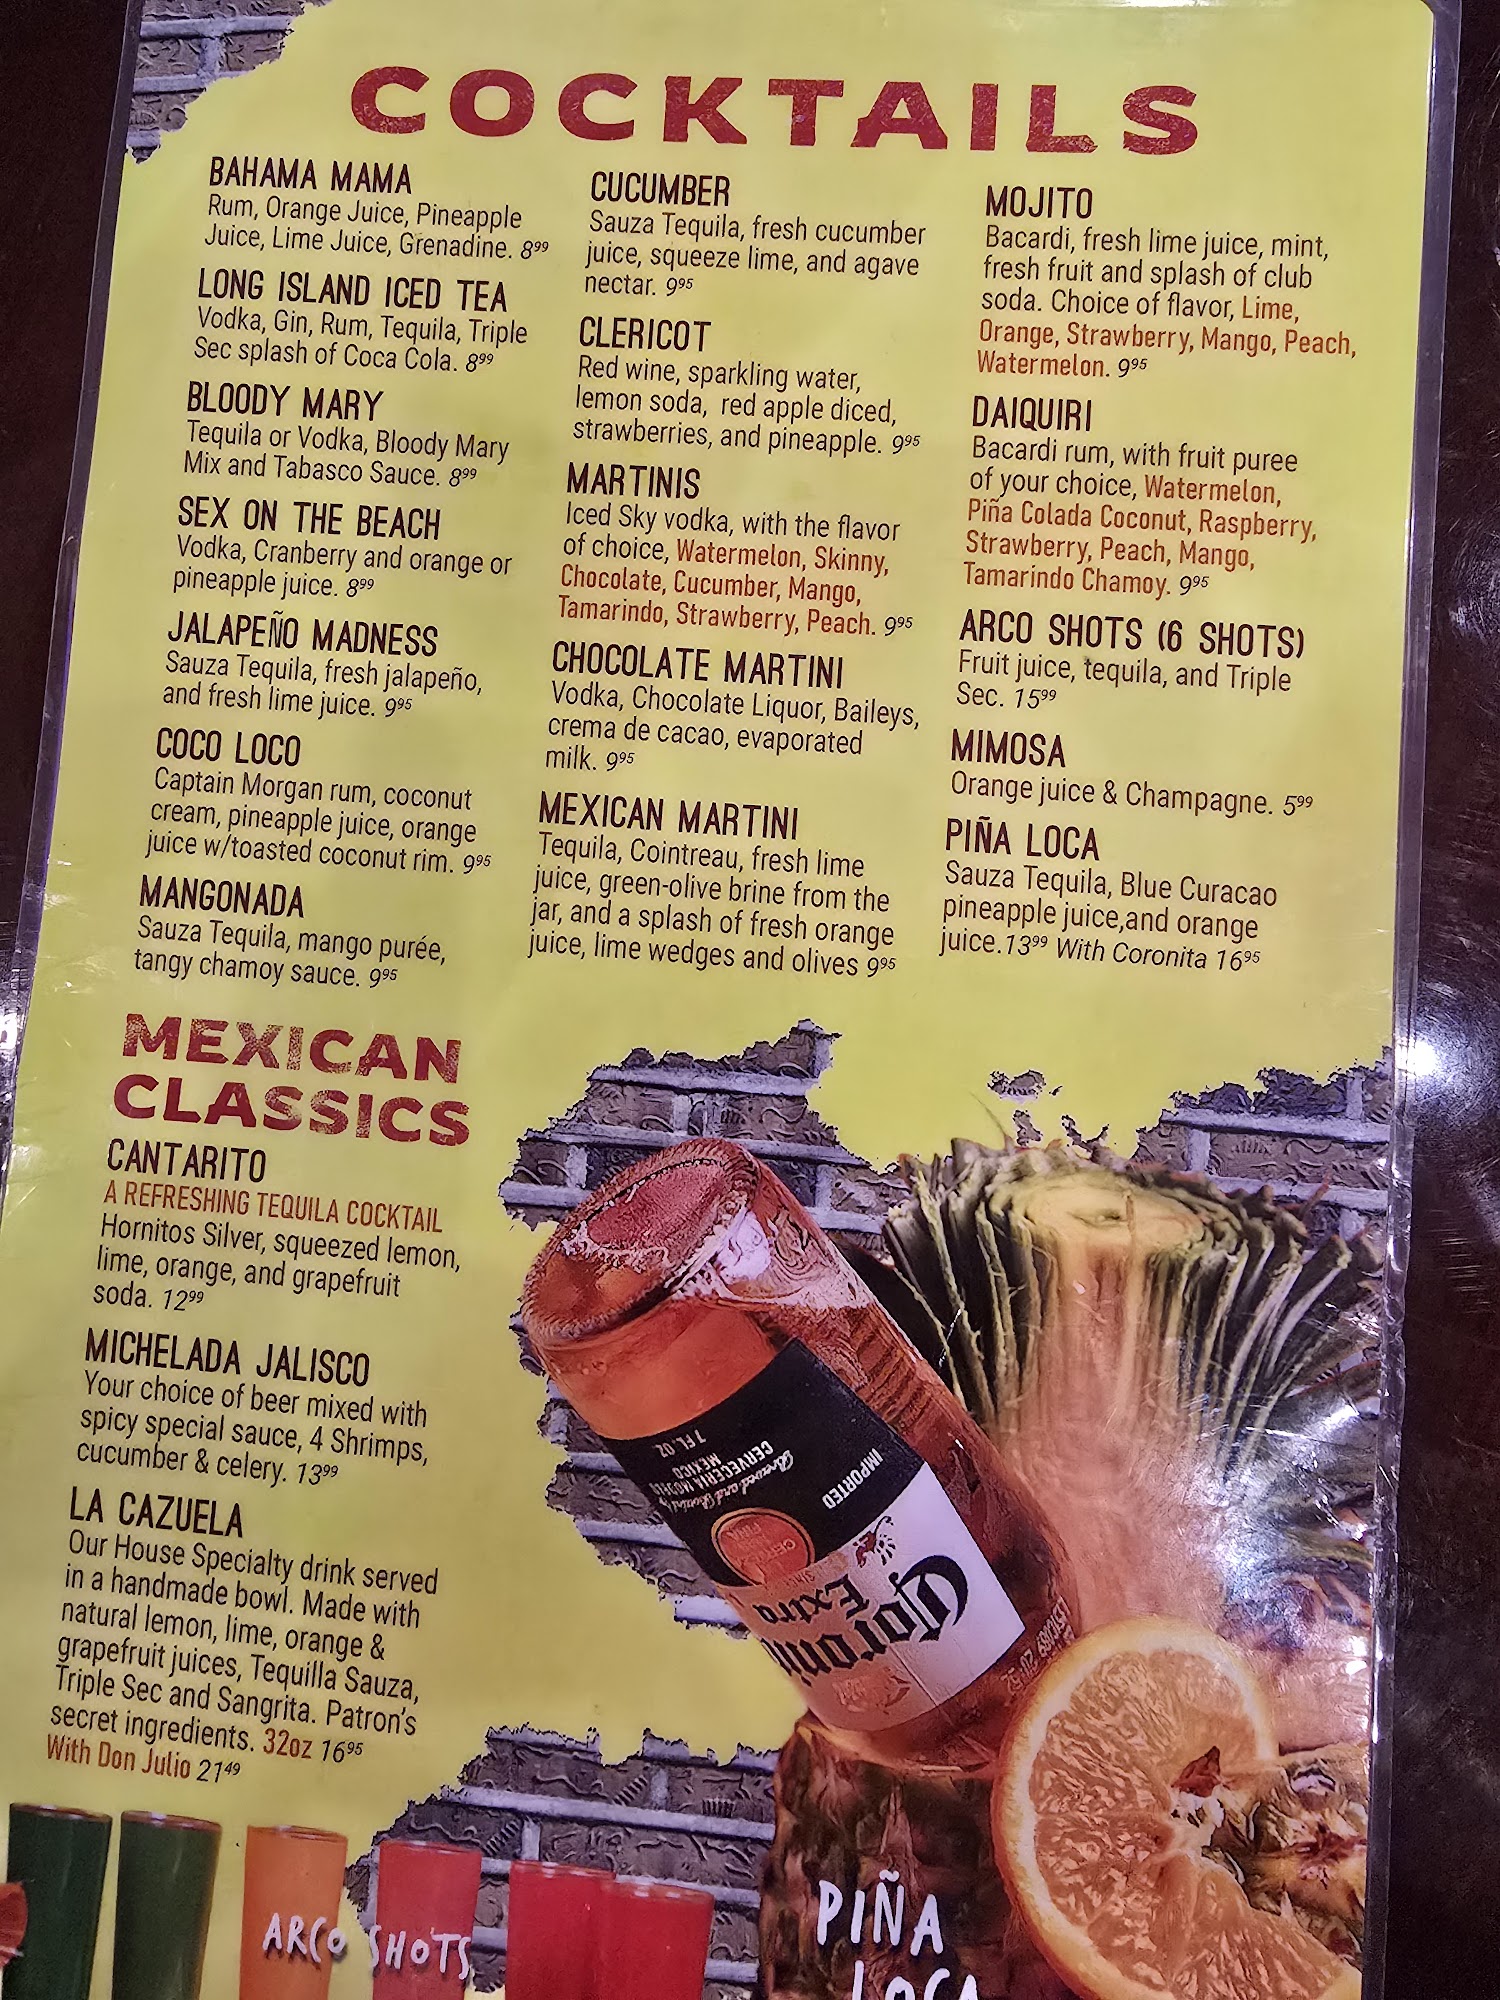 COCKTAILS
BAHAMA MAMA
Rum, Orange Juice, Pineapple
Juice, Lime Juice, Grenadine. 8⁹⁹
LONG ISLAND ICED TEA
Vodka, Gin, Rum, Tequila, Triple
Sec splash of Coca Cola. 8⁹⁹
BLOODY MARY
Tequila or Vodka, Bloody Mary
Mix and Tabasco Sauce. 8⁹⁹
SEX ON THE BEACH
Vodka, Cranberry and orange or
pineapple juice. 8⁹⁹
JALAPEÑO MADNESS
Sauza Tequila, fresh jalapeño,
and fresh lime juice. 9⁹⁵
COCO LOCO
Captain Morgan rum, coconut
cream, pineapple juice, orange
juice w/toasted coconut rim. 9⁹⁵
MANGONADA
Sauza Tequila, mango purée,
tangy chamoy sauce. 9⁹⁵
CUCUMBER
Sauza Tequila, fresh cucumber
juice, squeeze lime, and agave
nectar. 9⁹⁵
CLERICOT
Red wine, sparkling water,
lemon soda, red apple diced,
strawberries, and pineapple. 9⁹⁵
MARTINIS
Iced Sky vodka, with the flavor
of choice, Watermelon, Skinny,
Chocolate, Cucumber, Mango,
Tamarindo, Strawberry, Peach. 9⁹⁵
CHOCOLATE MARTINI
Vodka, Chocolate Liquor, Baileys,
crema de cacao, evaporated
milk. 9⁹⁵
MEXICAN MARTINI
Tequila, Cointreau, fresh lime
juice, green-olive brine from the
jar, and a splash of fresh orange
juice, lime wedges and olives 9⁹⁵
MOJITO
Bacardi, fresh lime juice, mint,
fresh fruit and splash of club
soda. Choice of flavor, Lime,
Orange, Strawberry, Mango, Peach,
Watermelon. 9⁹⁵
DAIQUIRI
Bacardi rum, with fruit puree
of your choice, Watermelon,
Piña Colada Coconut, Raspberry,
Strawberry, Peach, Mango,
Tamarindo Chamoy. 9⁹⁵
ARCO SHOTS (6 SHOTS)
Fruit juice, tequila, and Triple
Sec. 15⁹⁹
MIMOSA
Orange juice & Champagne. 5⁹⁹
PIÑA LOCA
Sauza Tequila, Blue Curacao
pineapple juice,and orange
juice.13⁹⁹ With Coronita 16⁹⁵
MEXICAN
CLASSICS
CANTARITO
A REFRESHING TEQUILA COCKTAIL
Hornitos Silver, squeezed lemon,
lime, orange, and grapefruit
soda. 12⁹⁹
MICHELADA JALISCO
Your choice of beer mixed with
spicy special sauce, 4 Shrimps,
cucumber & celery. 13⁹⁹
LA CAZUELA
Our House Specialty drink served
in a handmade bowl. Made with
natural lemon, lime, orange &
grapefruit juices, Tequilla Sauza,
Triple Sec and Sangrita. Patron's
secret ingredients. 32oz 16⁹⁵
With Don Julio 21⁴⁹
Corona
Extra
IMPORTED
CERVECERIA
MEXICO
7 FL. OZ.
ARCO SHOTS
PIÑA
LOCA